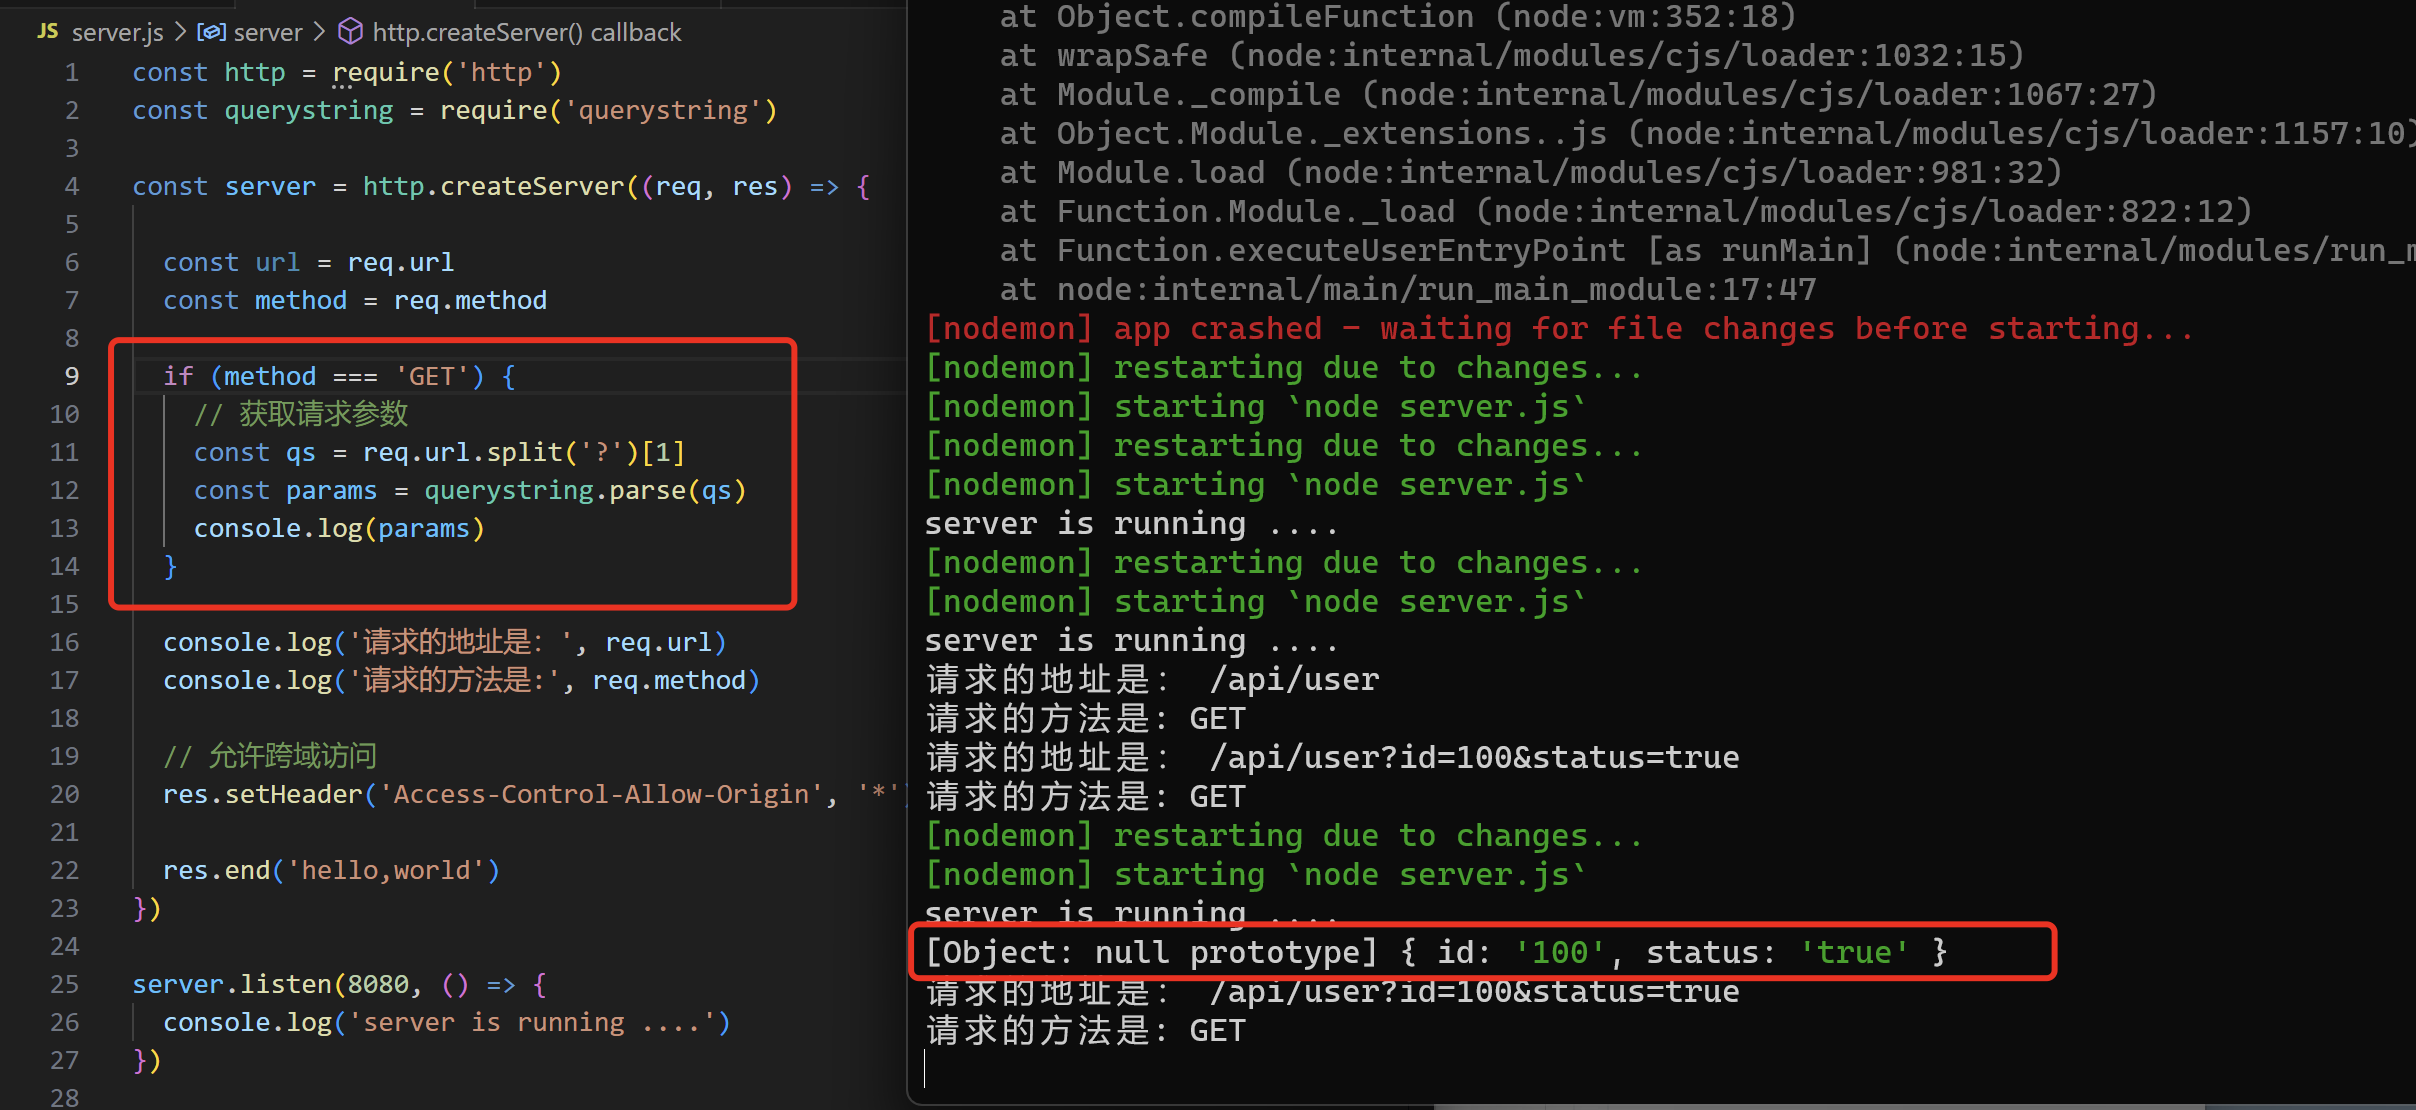 JS server.js > server > http.createServer() callback
1 const http = require('http')
2 const querystring = require('querystring')
3
4 const server = http.createServer((req, res) => {
5
6 const url = req.url
7 const method = req.method
8
9 if (method === 'GET') {
10 // 获取请求参数
11 const qs = req.url.split('?')[1]
12 const params = querystring.parse(qs)
13 console.log(params)
14 }
15
16 console.log('请求的地址是：', req.url)
17 console.log('请求的方法是:', req.method)
18
19 // 允许跨域访问
20 res.setHeader('Access-Control-Allow-Origin', '*')
21
22 res.end('hello,world')
23 })
24
25 server.listen(8080, () => {
26 console.log('server is running ....')
27 })
28
at Object.compileFunction (node:vm:352:18)
at wrapSafe (node:internal/modules/cjs/loader:1032:15)
at Module._compile (node:internal/modules/cjs/loader:1067:27)
at Object.Module._extensions..js (node:internal/modules/cjs/loader:1157:10)
at Module.load (node:internal/modules/cjs/loader:981:32)
at Function.Module._load (node:internal/modules/cjs/loader:822:12)
at Function.executeUserEntryPoint [as runMain] (node:internal/modules/run_
at node:internal/main/run_main_module:17:47
[nodemon] app crashed - waiting for file changes before starting...
[nodemon] restarting due to changes...
[nodemon] starting `node server.js`
[nodemon] restarting due to changes...
[nodemon] starting `node server.js`
server is running ....
[nodemon] restarting due to changes...
[nodemon] starting `node server.js`
server is running ....
请求的地址是： /api/user
请求的方法是: GET
请求的地址是： /api/user?id=100&status=true
请求的方法是: GET
[nodemon] restarting due to changes...
[nodemon] starting `node server.js`
server is running ....
[Object: null prototype] { id: '100', status: 'true' }
请求的地址是： /api/user?id=100&status=true
请求的方法是: GET